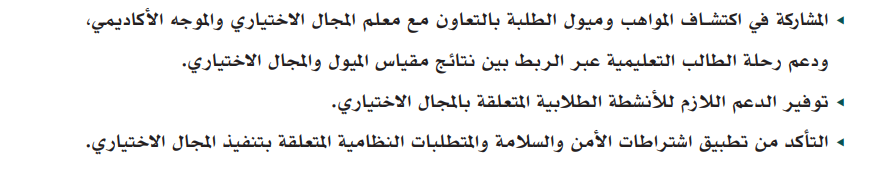 ◂ المشاركة في اكتشاف المواهب وميول الطلبة بالتعاون مع معلم المجال الاختياري والموجه الأكاديمي،
ودعم رحلة الطالب التعليمية عبر الربط بين نتائج مقياس الميول والمجال الاختياري.
◂ توفير الدعم اللازم للأنشطة الطلابية المتعلقة بالمجال الاختياري.
◂ التأكد من تطبيق اشتراطات الأمن والسلامة والمتطلبات النظامية المتعلقة بتنفيذ المجال الاختياري.